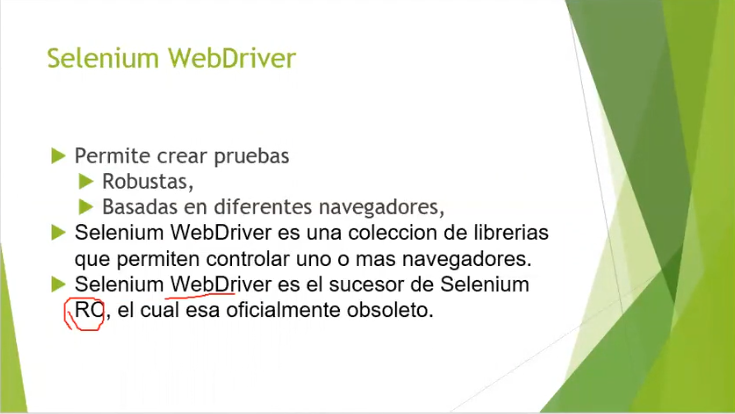 Selenium WebDriver
Permite crear pruebas
Robustas,
Basadas en diferentes navegadores,
Selenium WebDriver es una coleccion de librerias
que permiten controlar uno o mas navegadores.
Selenium WebDriver es el sucesor de Selenium
RC, el cual esa oficialmente obsoleto.